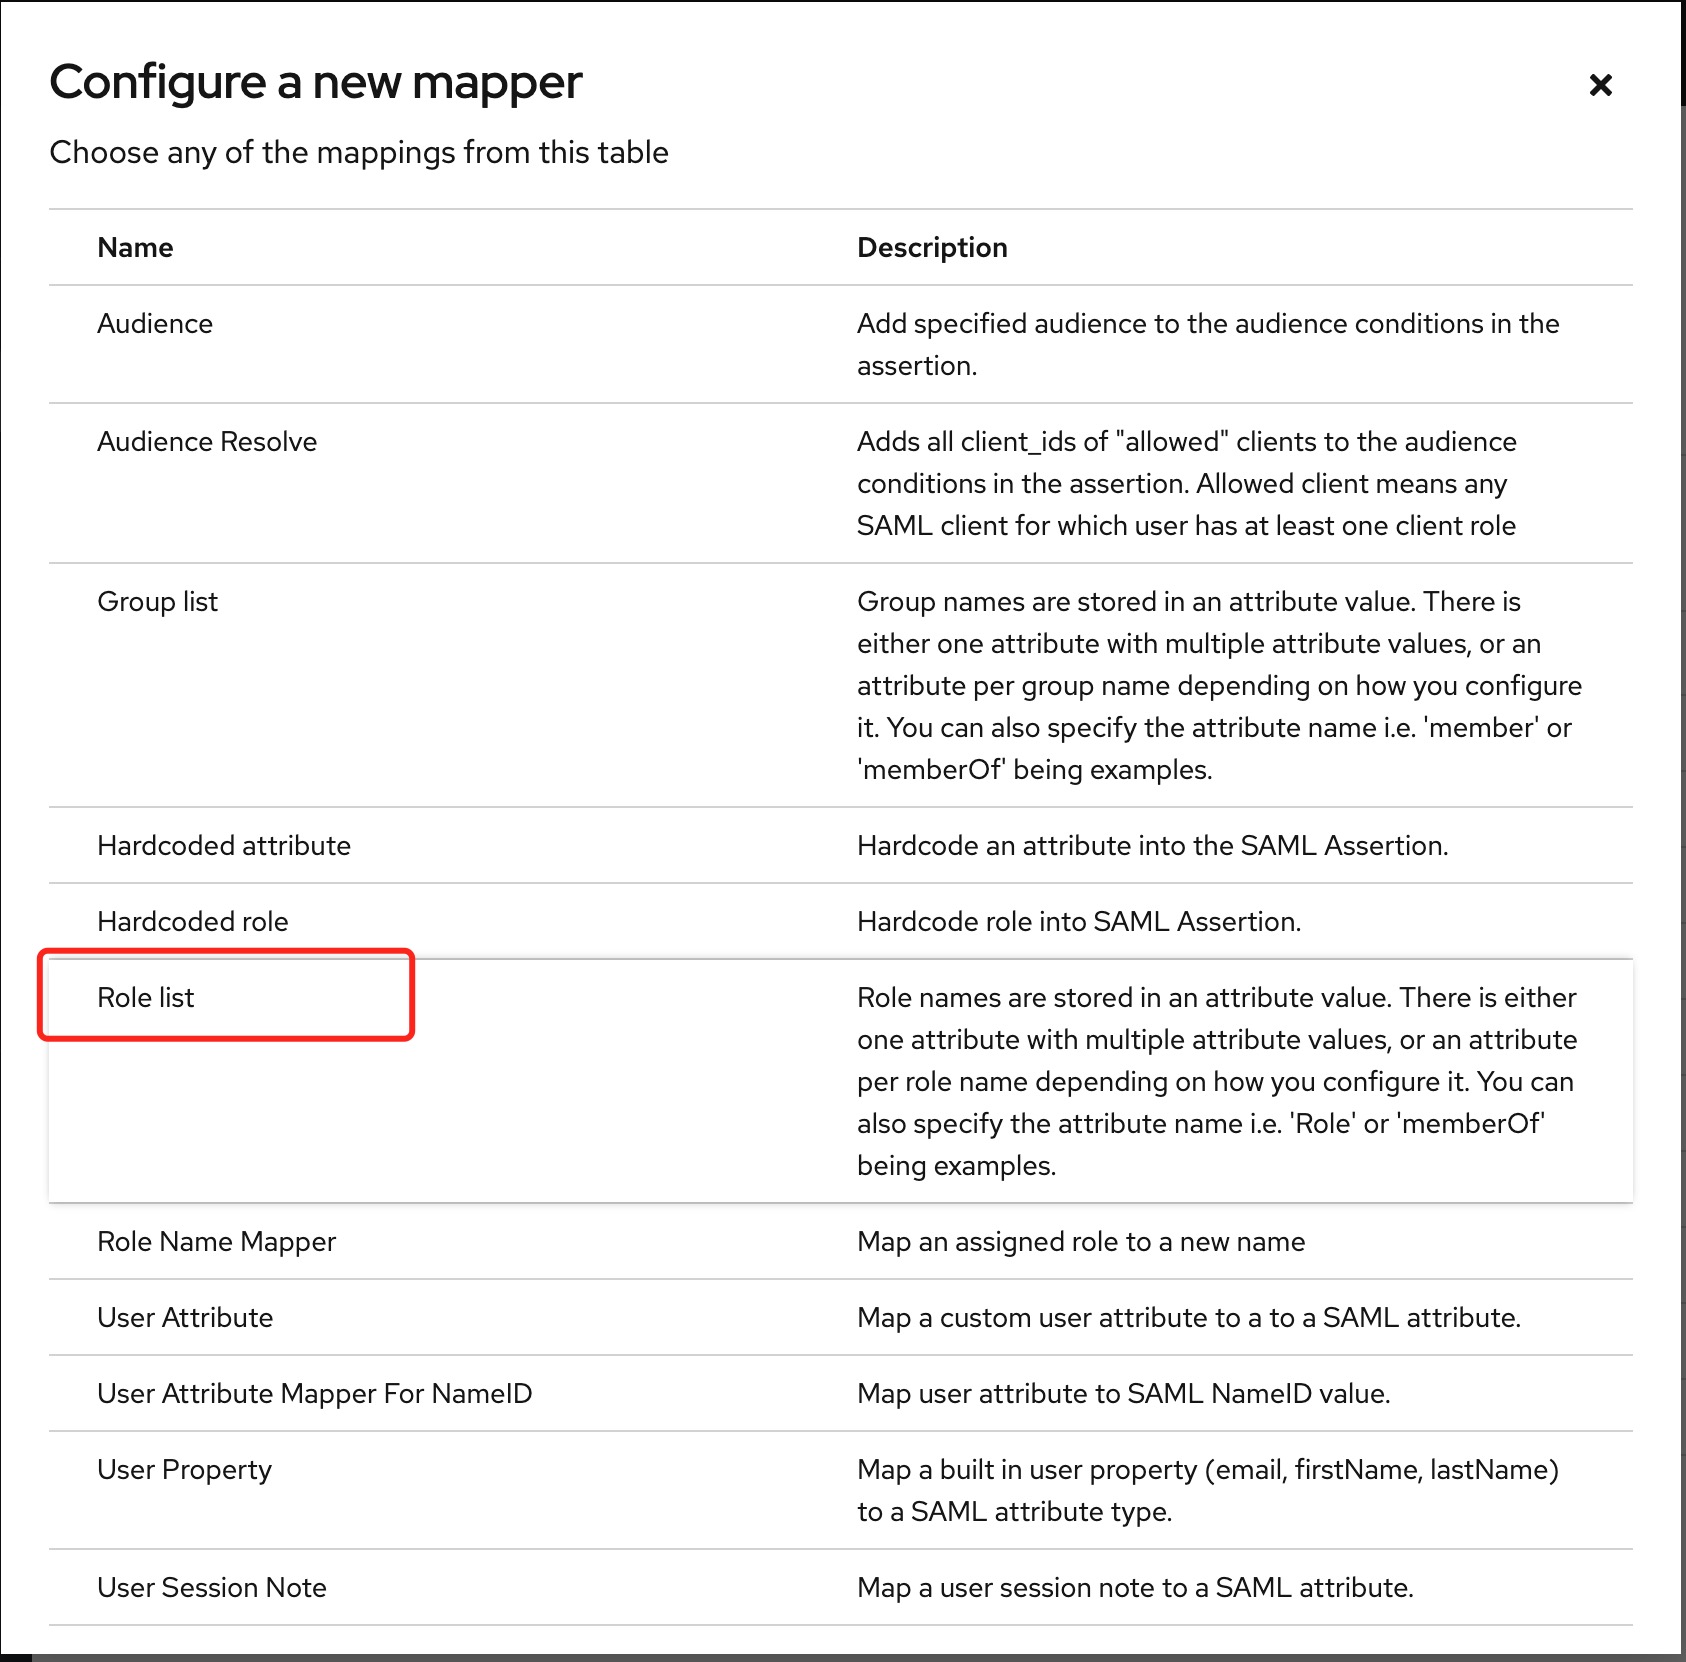 Configure a new mapper
Choose any of the mappings from this table
Name
Description
Audience
Add specified audience to the audience conditions in the
assertion.
Audience Resolve
Adds all client_ids of "allowed" clients to the audience
conditions in the assertion. Allowed client means any
SAML client for which user has at least one client role
Group list
Group names are stored in an attribute value. There is
either one attribute with multiple attribute values, or an
attribute per group name depending on how you configure
it. You can also specify the attribute name i.e. 'member' or
'memberOf' being examples.
Hardcoded attribute
Hardcode an attribute into the SAML Assertion.
Hardcoded role
Hardcode role into SAML Assertion.
Role list
Role names are stored in an attribute value. There is either
one attribute with multiple attribute values, or an attribute
per role name depending on how you configure it. You can
also specify the attribute name i.e. 'Role' or 'memberOf'
being examples.
Role Name Mapper
Map an assigned role to a new name
User Attribute
Map a custom user attribute to a to a SAML attribute.
User Attribute Mapper For NameID
Map user attribute to SAML NameID value.
User Property
Map a built in user property (email, firstName, lastName)
to a SAML attribute type.
User Session Note
Map a user session note to a SAML attribute.